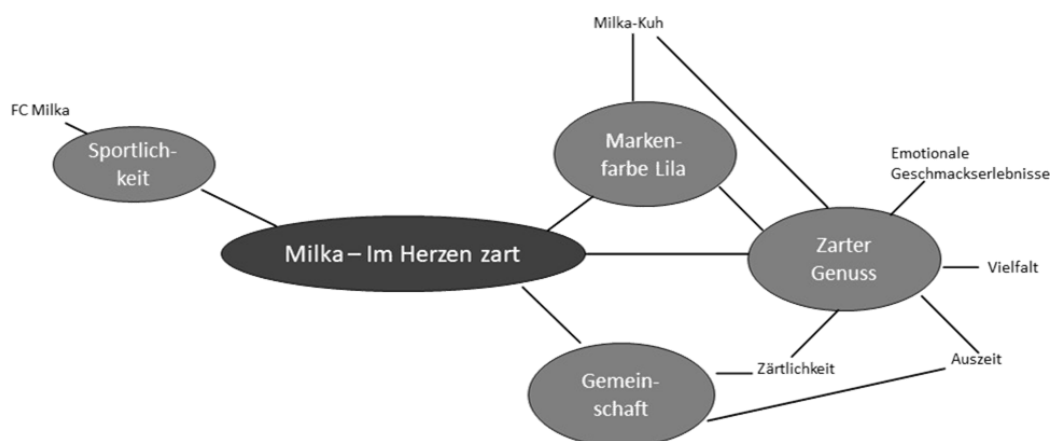 Milka-Kuh
FC Milka
Sportlich-
keit
Marken-
farbe Lila
Emotionale
Geschmackserlebnisse
Milka – Im Herzen zart
Zarter
Genuss
Vielfalt
Zärtlichkeit
Auszeit
Gemein-
schaft